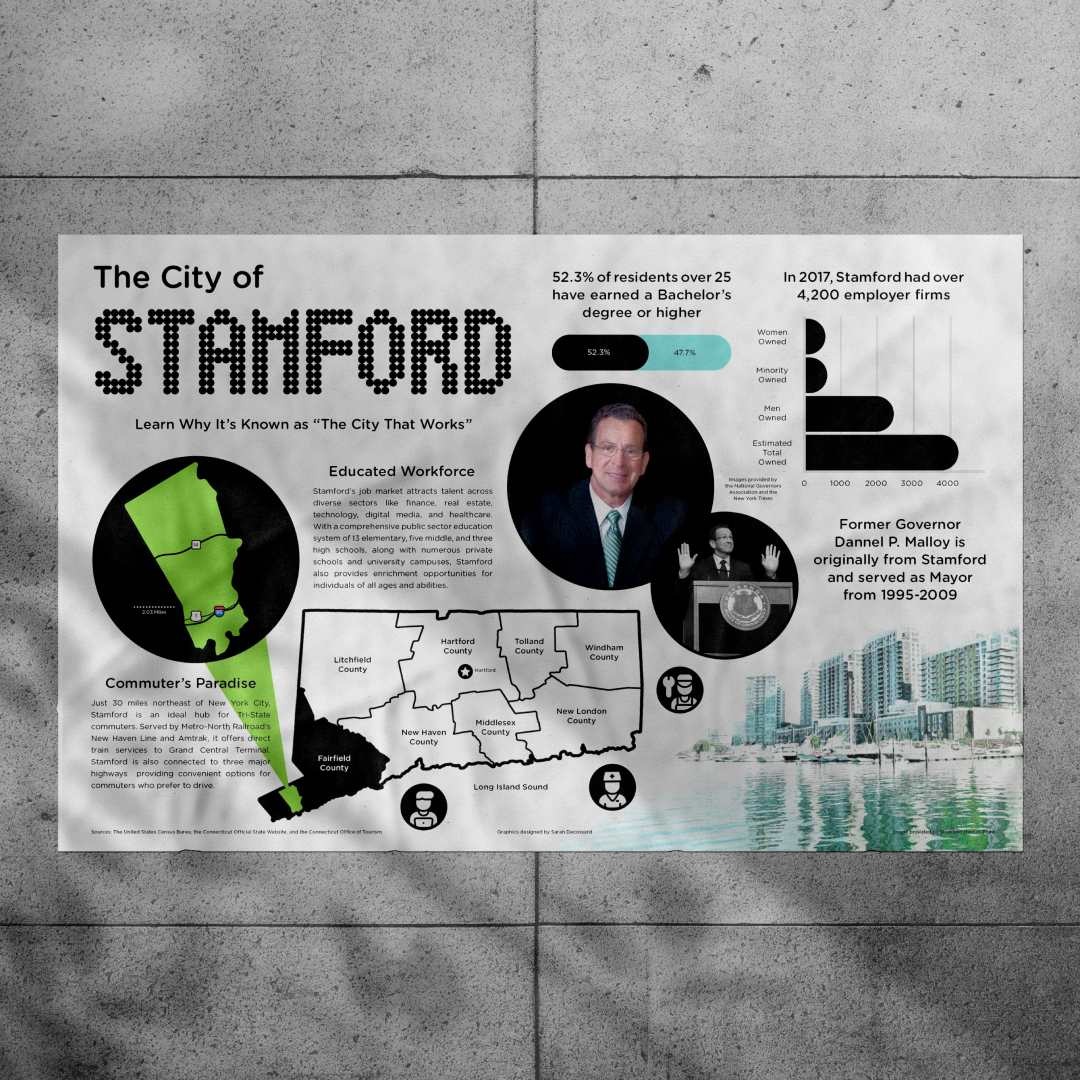 The City of
STAMFORD
Learn Why It's Known as “The City That Works”
52.3% of residents over 25
have earned a Bachelor's
degree or higher
52.3%
47.7%
In 2017, Stamford had over
4,200 employer firms
Women
Owned
Minority
Owned
Men
Owned
Estimated
Total
Owned
0
1000
2000
3000
4000
Images provided by
the National Governors
Association and the
New York Times
Former Governor
Dannel P. Malloy is
originally from Stamford
and served as Mayor
from 1995-2009
Educated Workforce
Stamford's job market attracts talent across
diverse sectors like finance, real estate,
technology, digital media, and healthcare.
With a comprehensive public sector education
system of 13 elementary, five middle, and three
high schools, along with numerous private
schools and university campuses, Stamford
also provides enrichment opportunities for
individuals of all ages and abilities.
2.03 Miles
Commuter's Paradise
Just 30 miles northeast of New York City,
Stamford is an ideal hub for Tri-State
commuters. Served by Metro-North Railroad's
New Haven Line and Amtrak, it offers direct
train services to Grand Central Terminal.
Stamford is also connected to three major
highways providing convenient options for
commuters who prefer to drive.
Litchfield
County
Hartford
County
Hartford
Tolland
County
Windham
County
New London
County
Middlesex
County
New Haven
County
Fairfield
County
Long Island Sound
Sources: The United States Census Bureau, the Connecticut Official State Website, and the Connecticut Office of Tourism
Graphics designed by Sarah
provided by